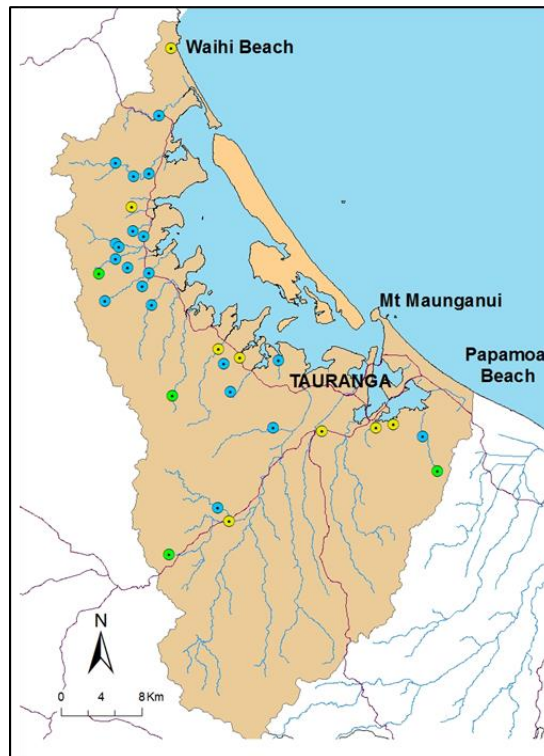 Waihi Beach
Mt Maunganui
Papamoa
Beach
TAURANGA
N
0 4 8 Km